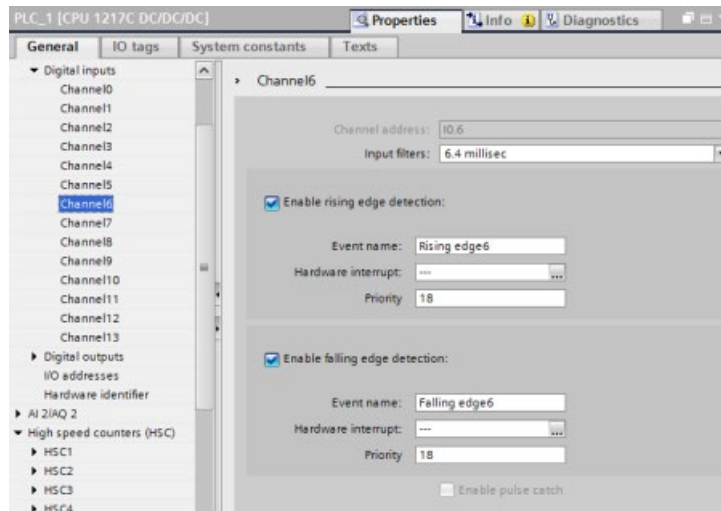 PLC_1 [CPU 1217C DC/DC/DC]
Properties
Info
Diagnostics
General
IO tags
System constants
Texts
Digital inputs
Channel0
Channel1
Channel2
Channel3
Channel4
Channel5
Channel6
Channel7
Channel8
Channel9
Channel10
Channel11
Channel12
Channel13
Digital outputs
I/O addresses
Hardware identifier
AI 2/AQ 2
High speed counters (HSC)
HSC1
HSC2
HSC3
HSC4
Channel6
Channel address: I0.6
Input filters: 6.4 millisec
Enable rising edge detection:
Event name: Rising edge6
Hardware interrupt: --- ...
Priority 18
Enable falling edge detection:
Event name: Falling edge6
Hardware interrupt: --- ...
Priority 18
Enable pulse catch